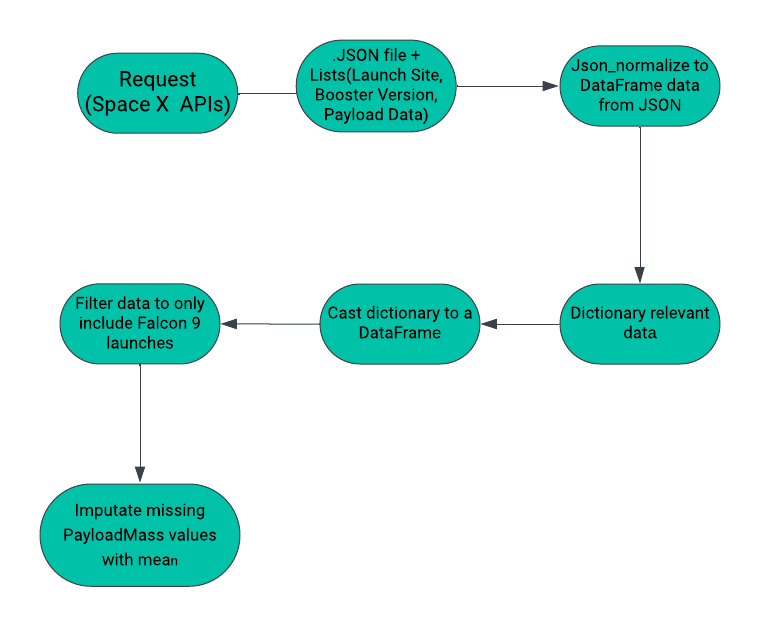 Request
(Space X APIs)
.JSON file +
Lists(Launch Site,
Booster Version,
Payload Data)
Json_normalize to
DataFrame data
from JSON
Dictionary relevant
data
Cast dictionary to a
DataFrame
Filter data to only
include Falcon 9
launches
Imputate missing
PayloadMass values
with mean